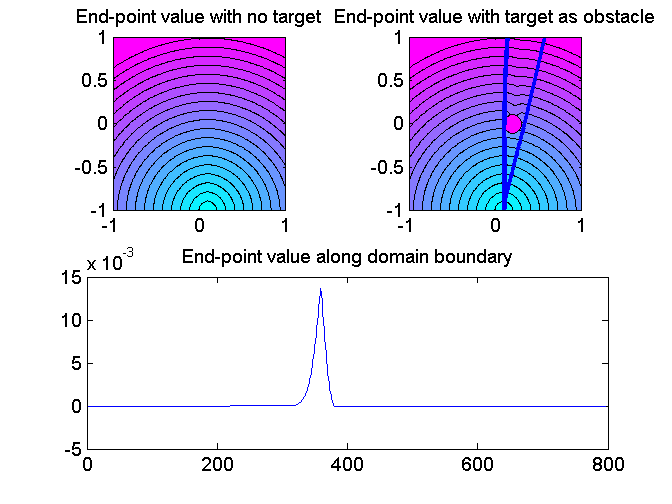 End-point value with no target
End-point value with target as obstacle
1
0.5
0
-0.5
-1
-1 0 1
1
0.5
0
-0.5
-1
-1 0 1
End-point value along domain boundary
x 10-3
15
10
5
0
-5
0 200 400 600 800